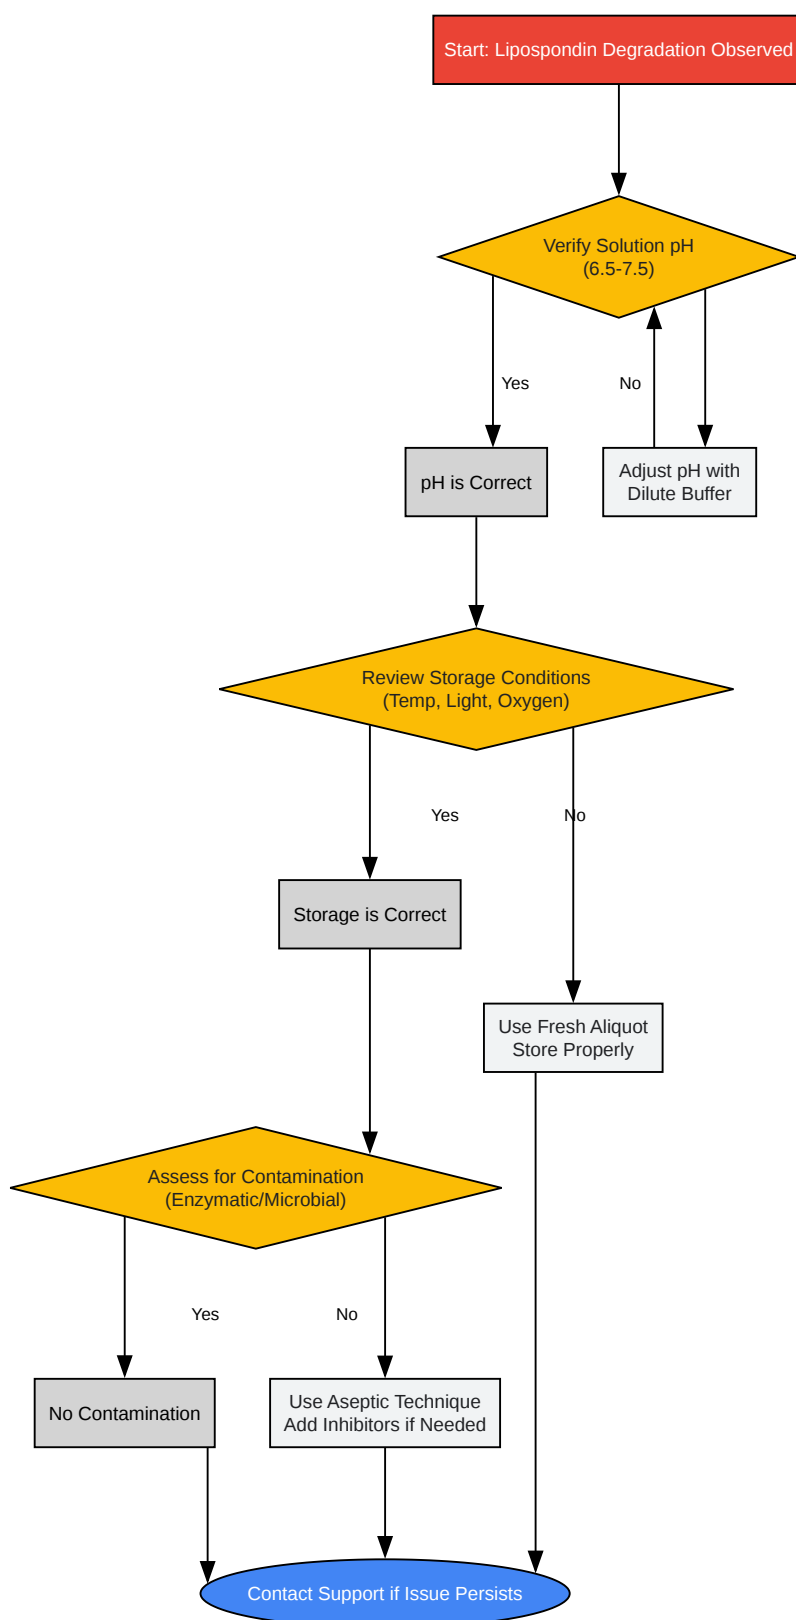 Start: Lipospondin Degradation Observed
Verify Solution pH
(6.5-7.5)
Yes
No
pH is Correct
Adjust pH with
Dilute Buffer
Review Storage Conditions
(Temp, Light, Oxygen)
Yes
No
Storage is Correct
Use Fresh Aliquot
Store Properly
Assess for Contamination
(Enzymatic/Microbial)
Yes
No
No Contamination
Use Aseptic Technique
Add Inhibitors if Needed
Contact Support if Issue Persists